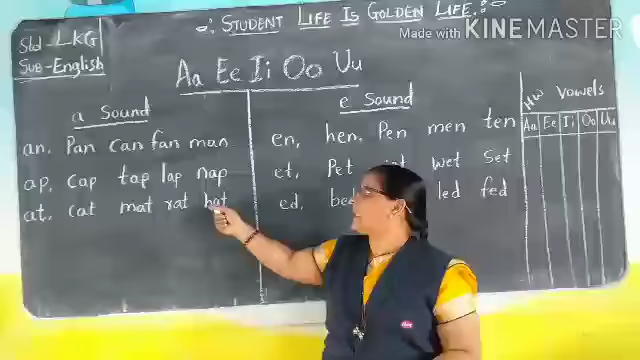 STUDENT LIFE IS GOLDEN LIFE
Made with KINEMASTER
Std - LKG
Sub - English
Aa Ee Ii Oo Uu
a Sound
an, Pan can fan man
ap, cap tap lap nap
at, cat mat rat hat
e Sound
en, hen, Pen men ten
et, Pet wet set
ed, led fed
HW Vowels
Aa Ee Ii Oo Uu